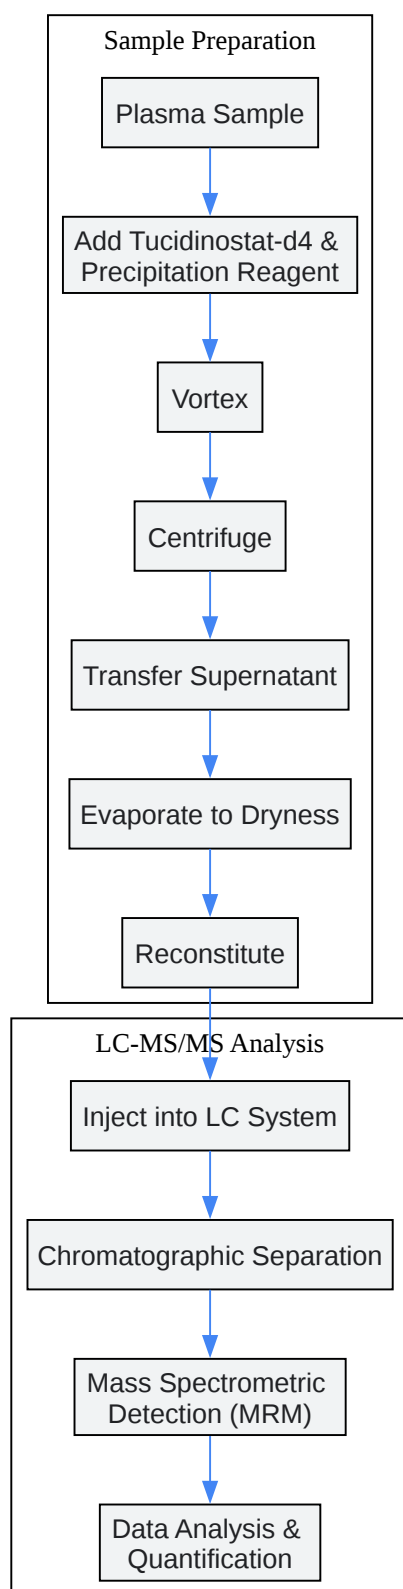 Sample Preparation
Plasma Sample
Add Tucidinostat-d4 &
Precipitation Reagent
Vortex
Centrifuge
Transfer Supernatant
Evaporate to Dryness
Reconstitute
LC-MS/MS Analysis
Inject into LC System
Chromatographic Separation
Mass Spectrometric
Detection (MRM)
Data Analysis &
Quantification